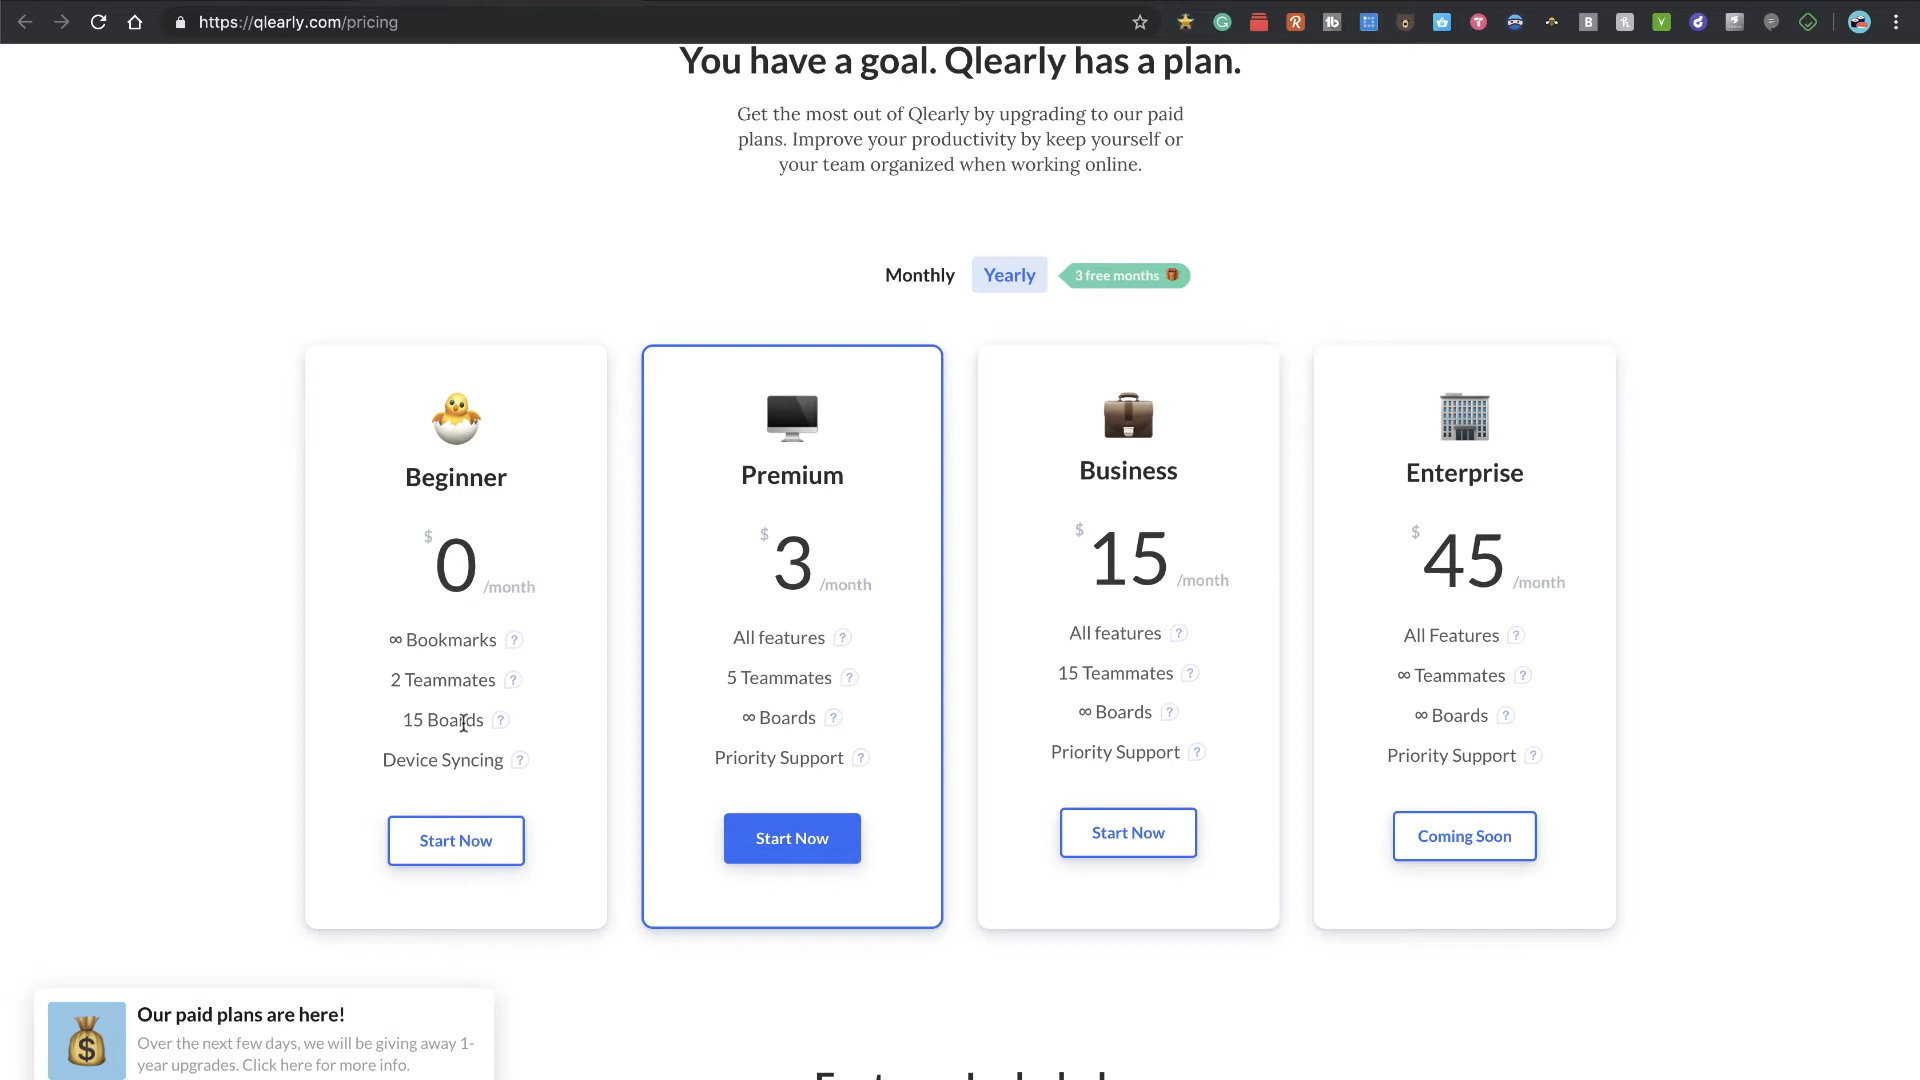 https://qlearly.com/pricing
You have a goal. Qlearly has a plan.
Get the most out of Qlearly by upgrading to our paid
plans. Improve your productivity by keep yourself or
your team organized when working online.
Monthly
Yearly
3 free months
Beginner
$0/month
∞ Bookmarks ?
2 Teammates ?
15 Boards ?
Device Syncing ?
Start Now
Premium
$3/month
All features ?
5 Teammates ?
∞ Boards ?
Priority Support ?
Start Now
Business
$15/month
All features ?
15 Teammates ?
∞ Boards ?
Priority Support ?
Start Now
Enterprise
$45/month
All Features ?
∞ Teammates ?
∞ Boards ?
Priority Support ?
Coming Soon
Our paid plans are here!
Over the next few days, we will be giving away 1-
year upgrades. Click here for more info.